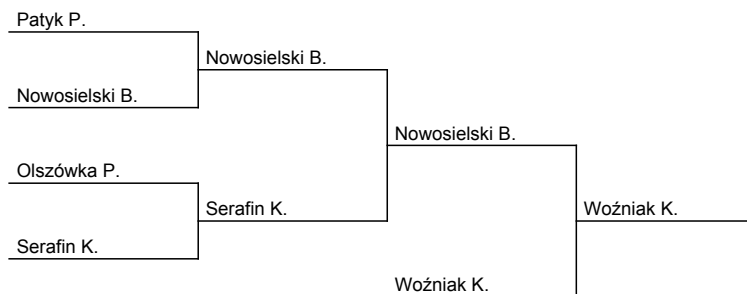 Patyk P.
Nowosielski B.
Nowosielski B.
Nowosielski B.
Olszówka P.
Serafin K.
Woźniak K.
Serafin K.
Woźniak K.